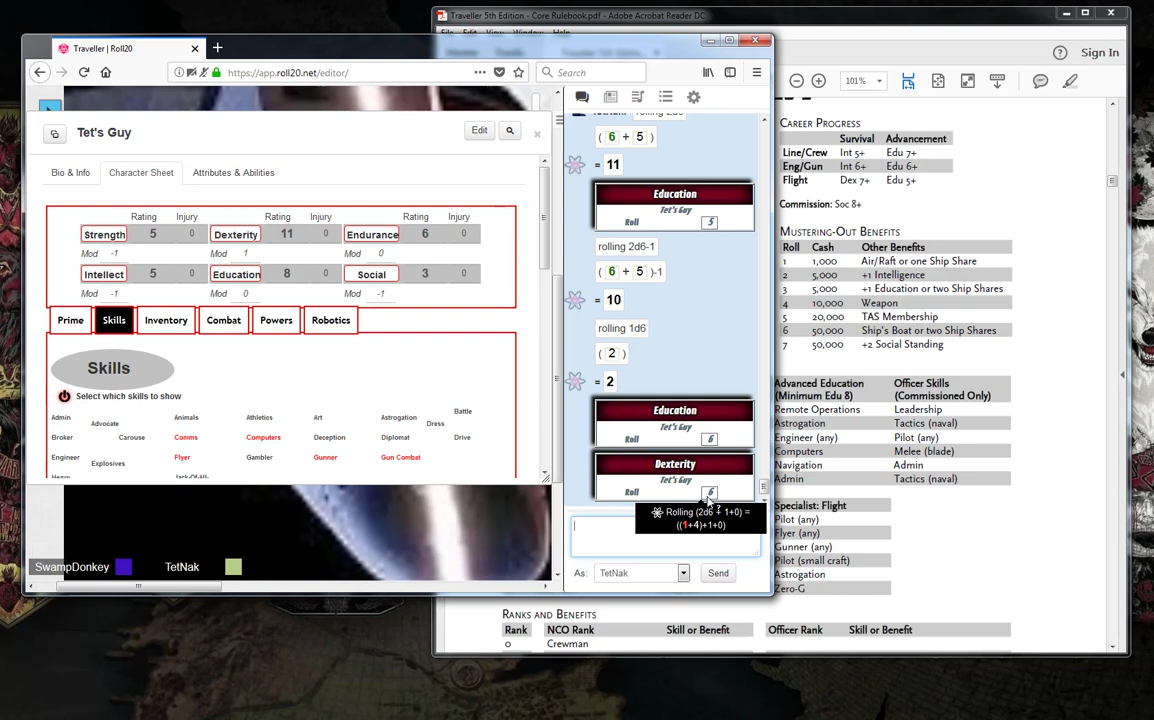 Traveller 5th Edition - Core Rulebook.pdf - Adobe Acrobat Reader DC
Sign In
101%
Traveller | Roll20
https://app.roll20.net/editor/
Search
Tet's Guy
Edit
Bio & Info
Character Sheet
Attributes & Abilities
Rating Injury Rating Injury Rating Injury
Strength 5 0 Dexterity 11 0 Endurance 6 0
Mod -1 Mod 1 Mod 0
Intellect 5 0 Education 8 0 Social 3 0
Mod -1 Mod 0 Mod -1
Prime Skills Inventory Combat Powers Robotics
Skills
Select which skills to show
Admin Advocate Animals Athletics Art Astrogation Dress Battle
Broker Carouse Comms Computers Deception Diplomat Drive
Engineer Explosives Flyer Gambler Gunner Gun Combat
SwampDonkey
TetNak
( 6 + 5 )
= 11
Education
Tet's Guy
Roll 5
rolling 2d6-1
( 6 + 5 )-1
= 10
rolling 1d6
( 2 )
= 2
Education
Tet's Guy
Roll 6
Dexterity
Tet's Guy
Roll 6
Rolling (2d6 + 1+0) =
((1+4)+1+0)
As: TetNak
Send
CAREER PROGRESS
Survival Advancement
Line/Crew Int 5+ Edu 7+
Eng/Gun Int 6+ Edu 6+
Flight Dex 7+ Edu 5+
Commission: Soc 8+
MUSTERING-OUT BENEFITS
Roll Cash Other Benefits
1 1,000 Air/Raft or one Ship Share
2 5,000 +1 Intelligence
3 5,000 +1 Education or two Ship Shares
4 10,000 Weapon
5 20,000 TAS Membership
6 50,000 Ship's Boat or two Ship Shares
7 50,000 +2 Social Standing
Advanced Education Officer Skills
(Minimum Edu 8) (Commissioned Only)
Remote Operations Leadership
Astrogation Tactics (naval)
Engineer (any) Pilot (any)
Computers Melee (blade)
Navigation Admin
Admin Tactics (naval)
Specialist: Flight
Pilot (any)
Flyer (any)
Gunner (any)
Pilot (small craft)
Astrogation
Zero-G
RANKS AND BENEFITS
Rank NCO Rank Skill or Benefit Officer Rank Skill or Benefit
0 Crewman